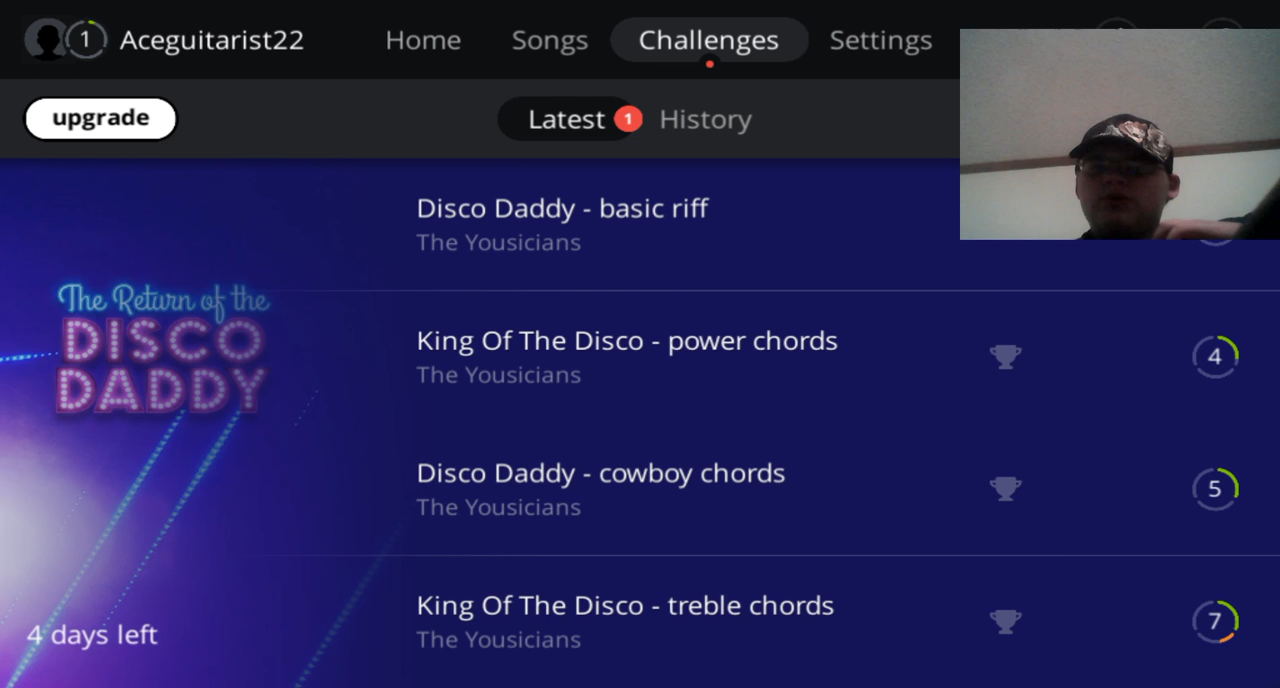 1 Aceguitarist22 Home Songs Challenges Settings
upgrade Latest 1 History
Disco Daddy - basic riff
The Yousicians
The Return of the
DISCO
DADDY
King Of The Disco - power chords 4
The Yousicians
Disco Daddy - cowboy chords 5
The Yousicians
King Of The Disco - treble chords 7
The Yousicians
4 days left